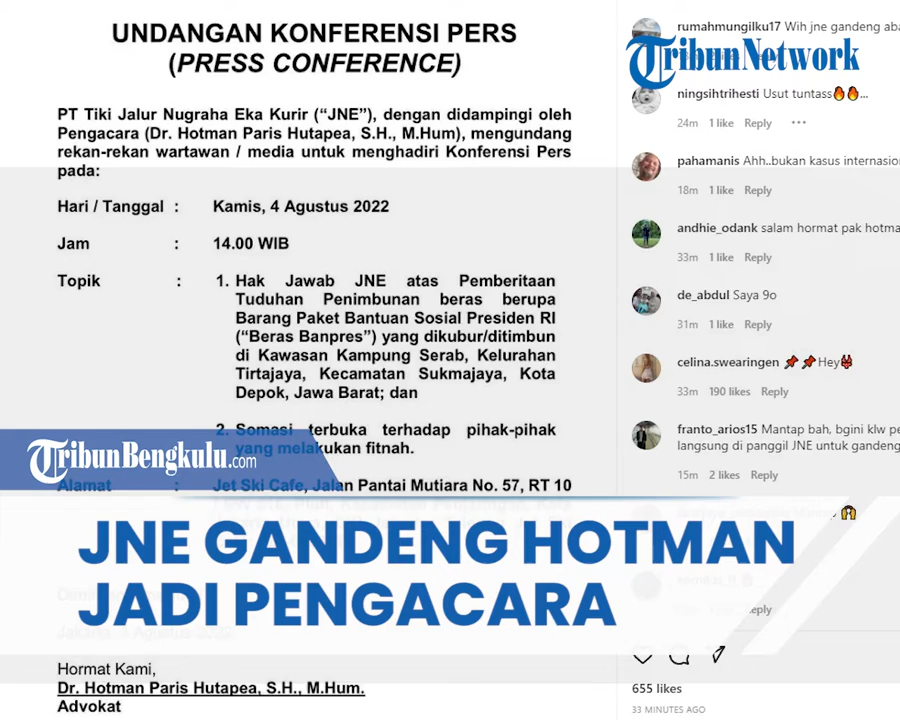 UNDANGAN KONFERENSI PERS
(PRESS CONFERENCE)
PT Tiki Jalur Nugraha Eka Kurir (“JNE”), dengan didampingi oleh
Pengacara (Dr. Hotman Paris Hutapea, S.H., M.Hum), mengundang
rekan-rekan wartawan / media untuk menghadiri Konferensi Pers
pada:
Hari / Tanggal : Kamis, 4 Agustus 2022
Jam : 14.00 WIB
Topik : 1. Hak Jawab JNE atas Pemberitaan
Tuduhan Penimbunan beras berupa
Barang Paket Bantuan Sosial Presiden RI
(“Beras Banpres”) yang dikubur/ditimbun
di Kawasan Kampung Serab, Kelurahan
Tirtajaya, Kecamatan Sukmajaya, Kota
Depok, Jawa Barat; dan
2. Somasi terbuka terhadap pihak-pihak
yang melakukan fitnah.
Alamat : Jet Ski Cafe, Jalan Pantai Mutiara No. 57, RT 10
Hormat Kami,
Dr. Hotman Paris Hutapea, S.H., M.Hum.
Advokat
rumahmungilku17 Wih jne gandeng aba
TribunNetwork
ningsihtrihesti Usut tuntass🔥🔥...
24m 1 like Reply ...
pahamanis Ahh..bukan kasus internasion
18m 1 like Reply
andhie_odank salam hormat pak hotma
33m 1 like Reply
de_abdul Saya 9o
31m 1 like Reply
celina.swearingen 📌📌Hey👯
33m 190 likes Reply
franto_arios15 Mantap bah, bgini klw pe
langsung di panggil JNE untuk gandeng
15m 2 likes Reply
eply
655 likes
33 MINUTES AGO
TribunBengkulu.com
JNE GANDENG HOTMAN
JADI PENGACARA